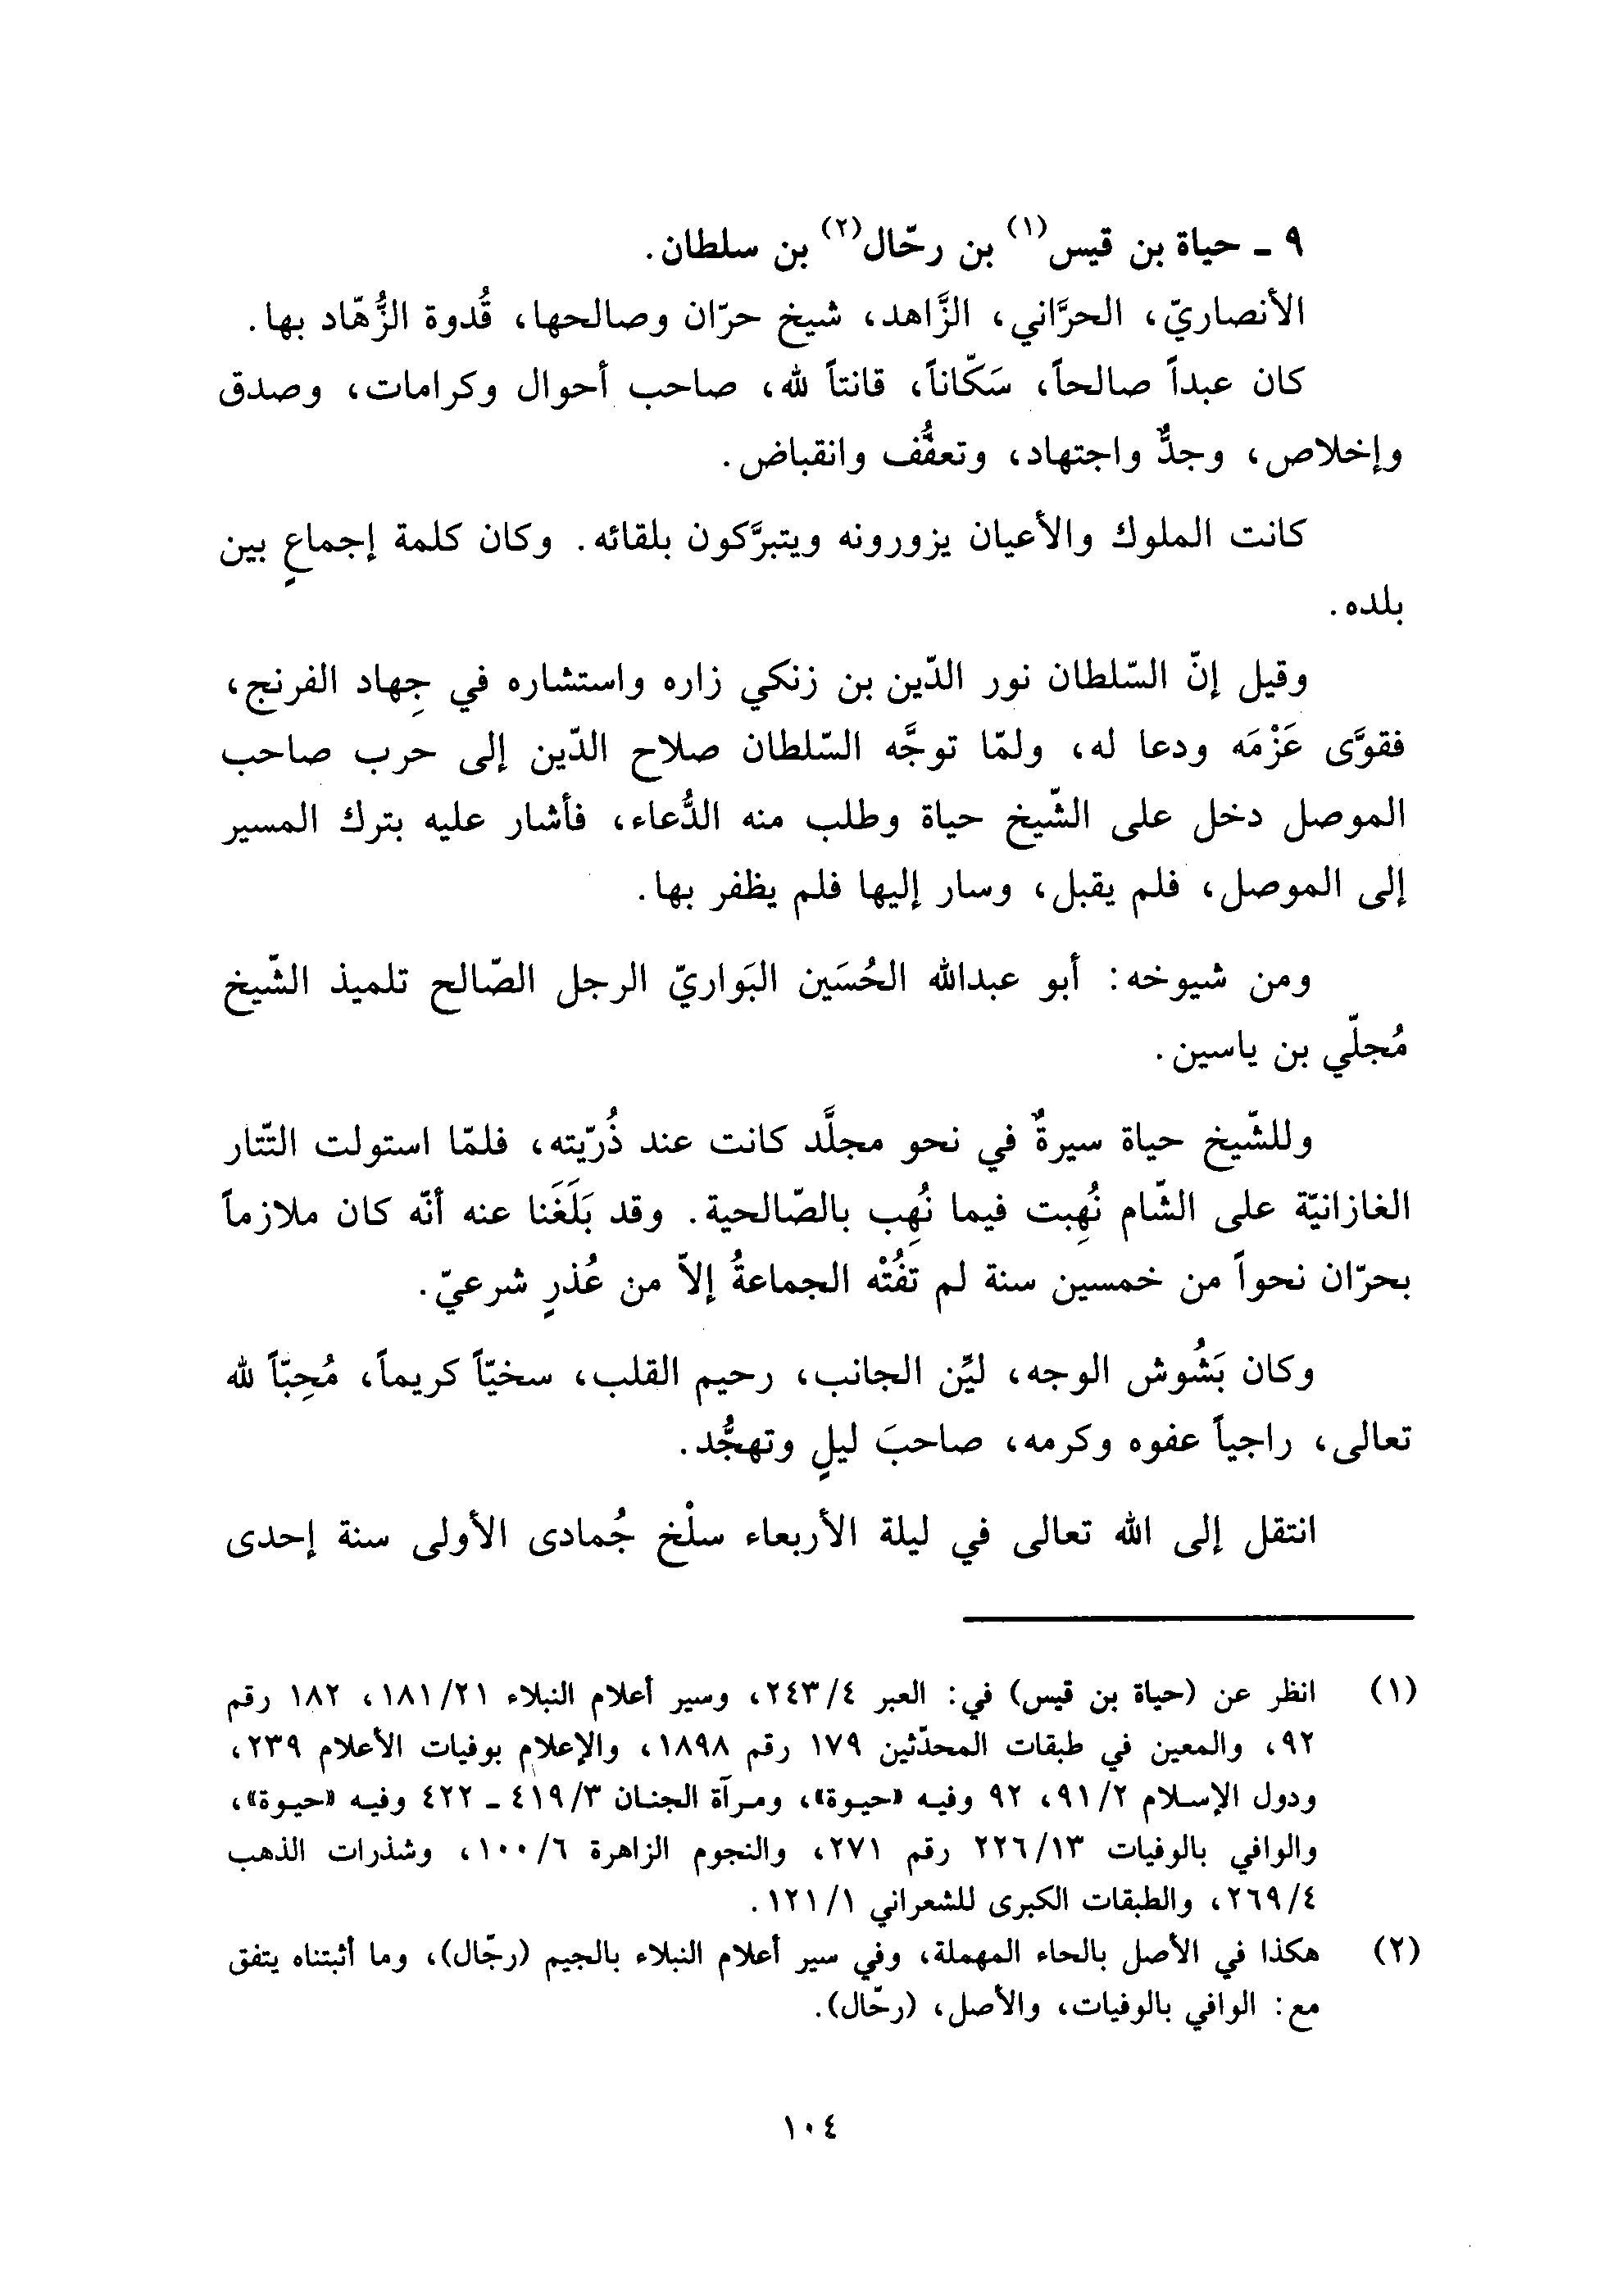 ٩ ـ حياة بن قيس(١) بن رحّال(٢) بن سلطان.
الأنصاريّ، الحرَّاني، الزَّاهد، شيخ حرّان وصالحها، قُدوة الزُّهّاد بها.
كان عبداً صالحاً، سَكّاناً، قانتاً لله، صاحب أحوال وكرامات، وصدق
وإخلاص، وجدٌّ واجتهاد، وتعفُّف وانقباض.
كانت الملوك والأعيان يزورونه ويتبرَّكون بلقائه. وكان كلمة إجماعٍ بين
بلده.
وقيل إنّ السّلطان نور الدّين بن زنكي زاره واستشاره في جِهاد الفرنج،
فقوَّى عَزْمَه ودعا له، ولمّا توجَّه السّلطان صلاح الدّين إلى حرب صاحب
الموصل دخل على الشّيخ حياة وطلب منه الدُّعاء، فأشار عليه بترك المسير
إلى الموصل، فلم يقبل، وسار إليها فلم يظفر بها.
ومن شيوخه: أبو عبدالله الحُسَين البَواريّ الرجل الصّالح تلميذ الشّيخ
مُجلّي بن ياسين.
وللشّيخ حياة سيرةٌ في نحو مجلَّد كانت عند ذُرّيته، فلمّا استولت التّتار
الغازانيّة على الشّام نُهِبت فيما نُهِب بالصّالحية. وقد بَلَغَنا عنه أنّه كان ملازماً
بحرّان نحواً من خمسين سنة لم تفُتْه الجماعةُ إلاّ من عُذرٍ شرعيّ.
وكان بَشُوش الوجه، ليِّن الجانب، رحيم القلب، سخيّاً كريماً، مُحِبّاً لله
تعالى، راجياً عفوه وكرمه، صاحبَ ليلٍ وتهجُّد.
انتقل إلى الله تعالى في ليلة الأربعاء سلْخ جُمادى الأولى سنة إحدى
(١) انظر عن (حياة بن قيس) في: العبر ٢٤٣/٤، وسير أعلام النبلاء ١٨١/٢١، ١٨٢ رقم
٩٢، والمعين في طبقات المحدّثين ١٧٩ رقم ١٨٩٨، والإعلام بوفيات الأعلام ٢٣٩،
ودول الإسلام ٩١/٢، ٩٢ وفيه «حيوة»، ومرآة الجنان ٤١٩/٣ ـ ٤٢٢ وفيه «حيوة»،
والوافي بالوفيات ٢٢٦/١٣ رقم ٢٧١، والنجوم الزاهرة ١٠٠/٦، وشذرات الذهب
٢٦٩/٤، والطبقات الكبرى للشعراني ١٢١/١.
(٢) هكذا في الأصل بالحاء المهملة، وفي سير أعلام النبلاء بالجيم (رجّال)، وما أثبتناه يتفق
مع: الوافي بالوفيات، والأصل، (رحّال).
١٠٤